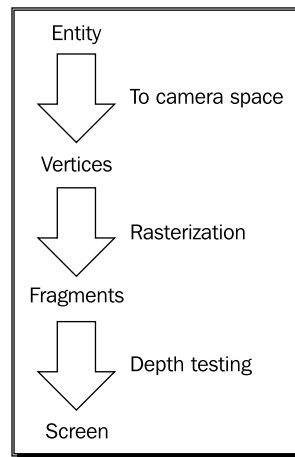 Entity
To camera space
Vertices
Rasterization
Fragments
Depth testing
Screen